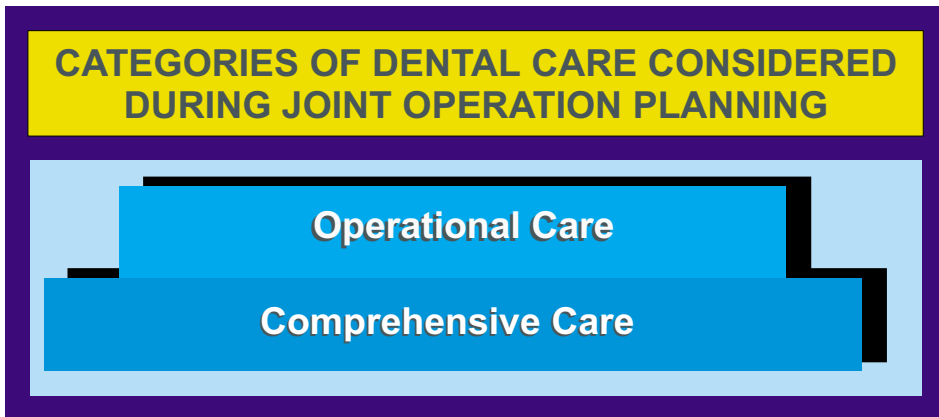 CATEGORIES OF DENTAL CARE CONSIDERED
DURING JOINT OPERATION PLANNING
Operational Care
Comprehensive Care